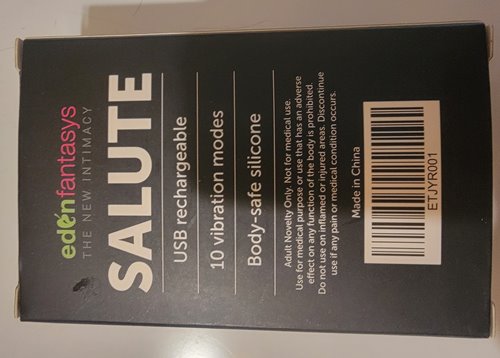 edenfantasys
THE NEW INTIMACY
SALUTE
USB rechargeable
10 vibration modes
Body-safe silicone
Adult Novelty Only. Not for medical use.
Use for medical purpose or use that has an adverse
effect on any function of the body is prohibited.
Do not use on inflamed or injured areas. Discontinue
use if any pain or medical condition occurs.
Made in China
ETJYR001